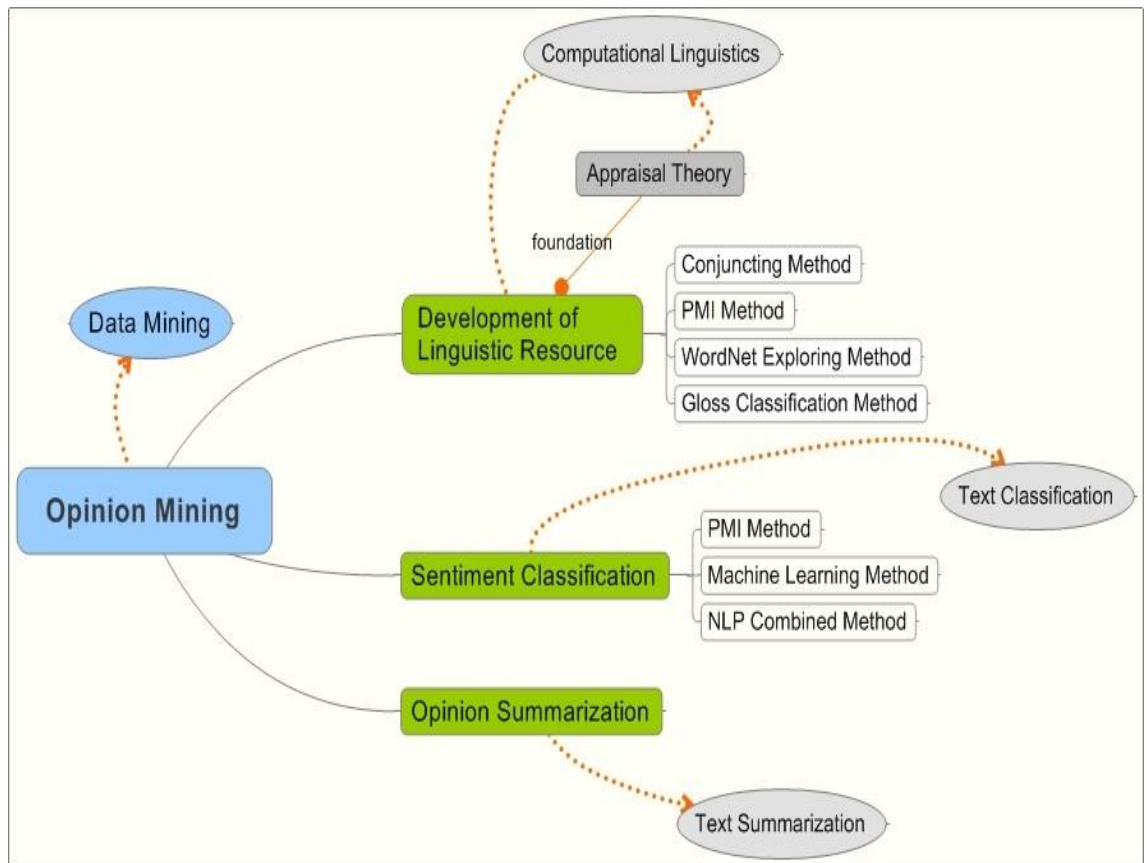 Computational Linguistics
Appraisal Theory
foundation
Conjuncting Method
Data Mining
Development of
Linguistic Resource
PMI Method
WordNet Exploring Method
Gloss Classification Method
Opinion Mining
Text Classification
PMI Method
Sentiment Classification
Machine Learning Method
NLP Combined Method
Opinion Summarization
Text Summarization